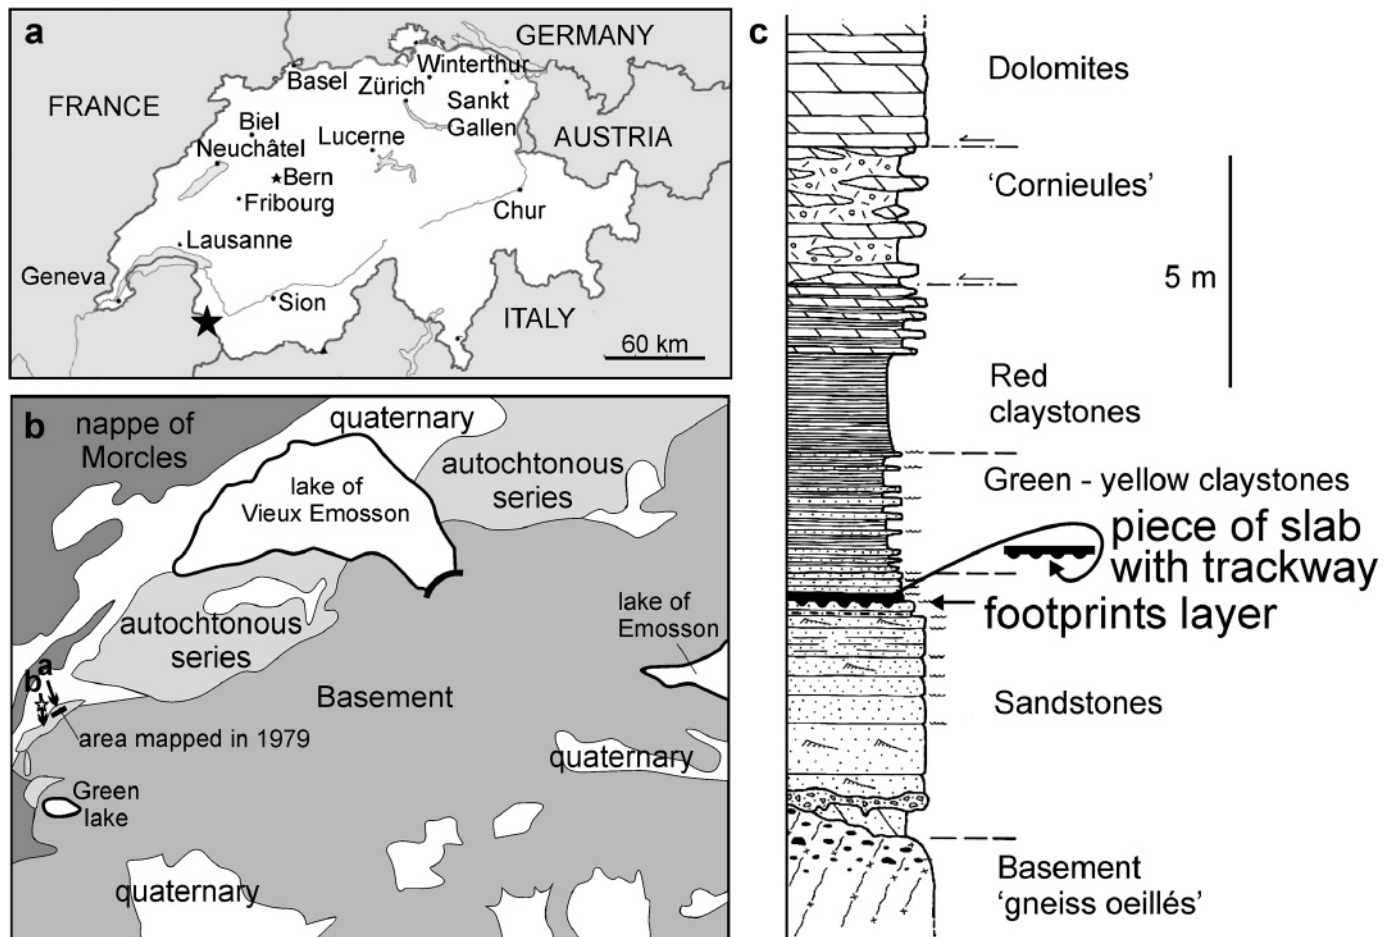 a
GERMANY
FRANCE
Basel
Winterthur
Zürich
Sankt
Gallen
Biel
Lucerne
AUSTRIA
Neuchâtel
Bern
Fribourg
Chur
Lausanne
Geneva
Sion
ITALY
60 km
b
nappe of
Morcles
quaternary
autochtonous
series
lake of
Vieux Emosson
autochtonous
series
lake of
Emosson
a
b
Basement
area mapped in 1979
quaternary
Green
lake
quaternary
c
Dolomites
'Cornieules'
5 m
Red
claystones
Green - yellow claystones
piece of slab
with trackway
footprints layer
Sandstones
Basement
'gneiss oeillés'